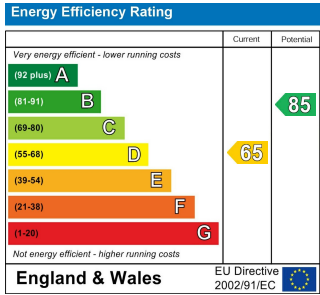 Energy Efficiency Rating
Current Potential
Very energy efficient - lower running costs
(92 plus) A
(81-91) B
(69-80) C
(55-68) D
(39-54) E
(21-38) F
(1-20) G
65
85
Not energy efficient - higher running costs
England & Wales
EU Directive
2002/91/EC